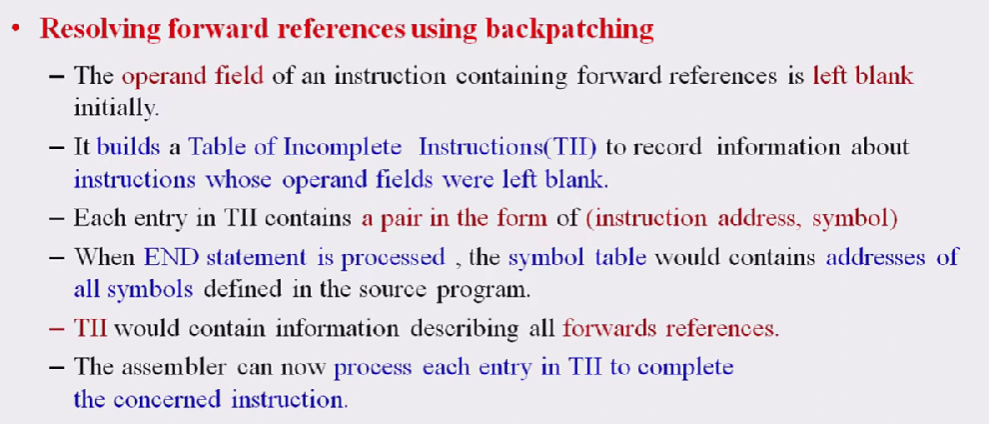 • Resolving forward references using backpatching
– The operand field of an instruction containing forward references is left blank
initially.
– It builds a Table of Incomplete Instructions(TII) to record information about
instructions whose operand fields were left blank.
– Each entry in TII contains a pair in the form of (instruction address, symbol)
– When END statement is processed , the symbol table would contains addresses of
all symbols defined in the source program.
– TII would contain information describing all forwards references.
– The assembler can now process each entry in TII to complete
the concerned instruction.